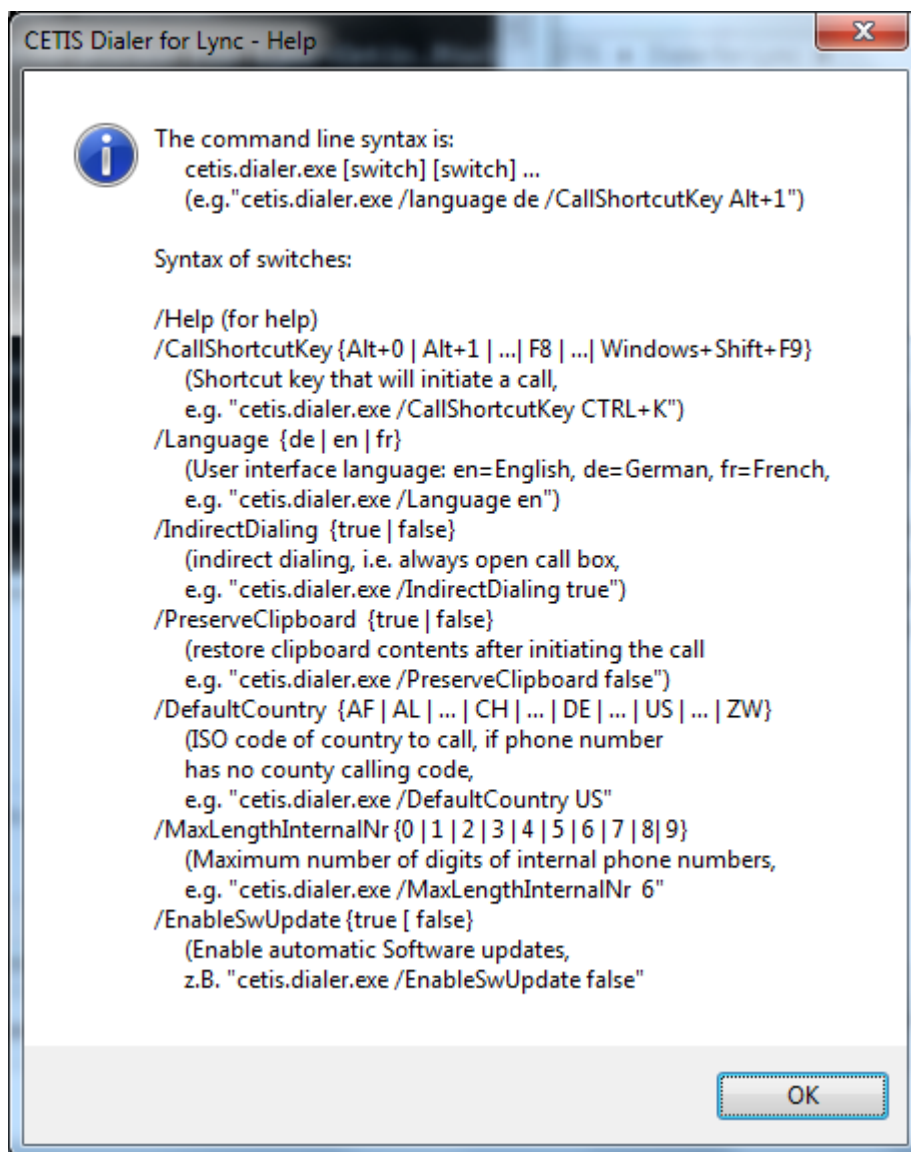 CETIS Dialer for Lync - Help
The command line syntax is:
cetis.dialer.exe [switch] [switch] ...
(e.g."cetis.dialer.exe /language de /CallShortcutKey Alt+1")
Syntax of switches:
/Help (for help)
/CallShortcutKey {Alt+0 | Alt+1 | ...| F8 | ...| Windows+Shift+F9}
(Shortcut key that will initiate a call,
e.g. "cetis.dialer.exe /CallShortcutKey CTRL+K")
/Language  {de | en | fr}
(User interface language: en=English, de=German, fr=French,
e.g. "cetis.dialer.exe /Language en")
/IndirectDialing  {true | false}
(indirect dialing, i.e. always open call box,
e.g. "cetis.dialer.exe /IndirectDialing true")
/PreserveClipboard  {true | false}
(restore clipboard contents after initiating the call
e.g. "cetis.dialer.exe /PreserveClipboard false")
/DefaultCountry  {AF | AL | ... | CH | ... | DE | ... | US | ... | ZW}
(ISO code of country to call, if phone number
has no county calling code,
e.g. "cetis.dialer.exe /DefaultCountry US"
/MaxLengthInternalNr {0 | 1 | 2 | 3 | 4 | 5 | 6 | 7 | 8| 9}
(Maximum number of digits of internal phone numbers,
e.g. "cetis.dialer.exe /MaxLengthInternalNr  6"
/EnableSwUpdate {true [ false}
(Enable automatic Software updates,
z.B. "cetis.dialer.exe /EnableSwUpdate false"
OK